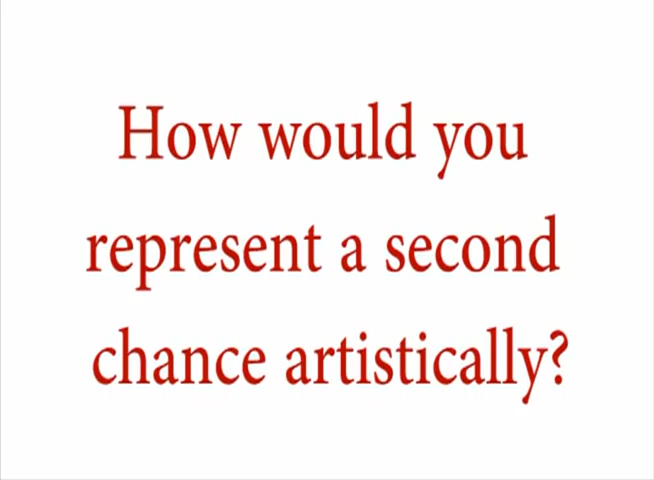 How would you
represent a second
chance artistically?